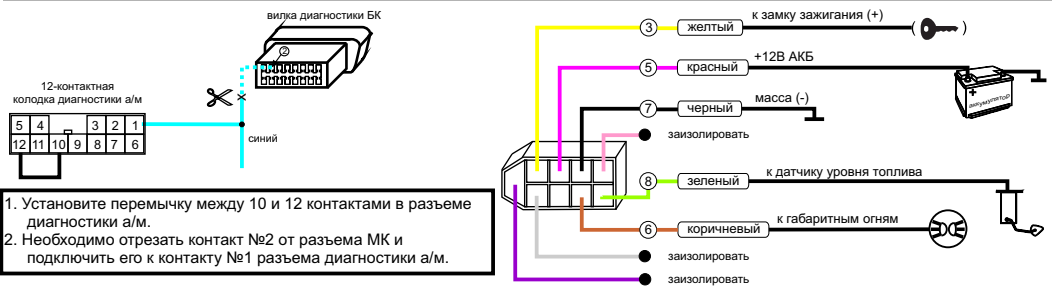 вилка диагностики БК
2
12-контактная
колодка диагностики а/м
5 4 3 2 1
12 11 10 9 8 7 6
синий
1. Установите перемычку между 10 и 12 контактами в разъеме
диагностики а/м.
2. Необходимо отрезать контакт №2 от разъема МК и
подключить его к контакту №1 разъема диагностики а/м.
3 желтый к замку зажигания (+)
5 красный +12В АКБ
+ -
аккумулятор
7 черный масса (-)
заизолировать
8 зеленый к датчику уровня топлива
6 коричневый к габаритным огням
заизолировать
заизолировать